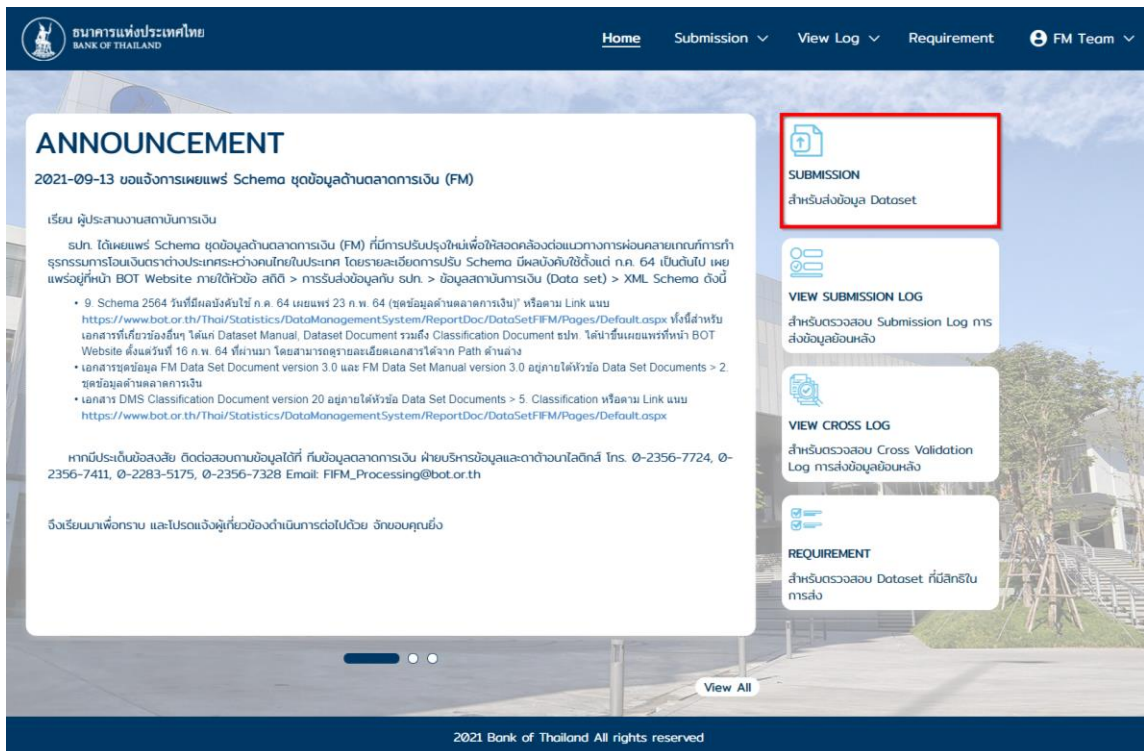 ธนาคารแห่งประเทศไทย
BANK OF THAILAND
Home Submission View Log Requirement FM Team
ANNOUNCEMENT
2021-09-13 ขอแจ้งการเผยแพร่ Schema ชุดข้อมูลด้านตลาดการเงิน (FM)
เรียน ผู้ประสานงานสถาบันการเงิน
ธปท. ได้เผยแพร่ Schema ชุดข้อมูลด้านตลาดการเงิน (FM) ที่มีการปรับปรุงใหม่เพื่อให้สอดคล้องต่อแนวทางการผ่อนคลายเกณฑ์การทำ
ธุรกรรมการโอนเงินตราต่างประเทศระหว่างคนไทยในประเทศ โดยรายละเอียดการปรับ Schema มีผลบังคับใช้ตั้งแต่ ก.ค. 64 เป็นต้นไป เผย
แพร่อยู่ที่หน้า BOT Website ภายใต้หัวข้อ สถิติ > การรับส่งข้อมูลกับ ธปท. > ข้อมูลสถาบันการเงิน (Data set) > XML Schema ดังนี้
• 9. Schema 2564 วันที่มีผลบังคับใช้ ก.ค. 64 เผยแพร่ 23 ก.พ. 64 (ชุดข้อมูลด้านตลาดการเงิน)" หรือตาม Link แนบ
https://www.bot.or.th/Thai/Statistics/DataManagementSystem/ReportDoc/DataSetFIFM/Pages/Default.aspx ทั้งนี้สำหรับ
เอกสารที่เกี่ยวข้องอื่นๆ ได้แก่ Dataset Manual, Dataset Document รวมถึง Classification Document ธปท. ได้นำขึ้นเผยแพร่ที่หน้า BOT
Website ตั้งแต่วันที่ 16 ก.พ. 64 ที่ผ่านมา โดยสามารถดูรายละเอียดเอกสารได้จาก Path ด้านล่าง
• เอกสารชุดข้อมูล FM Data Set Document version 3.0 และ FM Data Set Manual version 3.0 อยู่ภายใต้หัวข้อ Data Set Documents > 2.
ชุดข้อมูลด้านตลาดการเงิน
• เอกสาร DMS Classification Document version 20 อยู่ภายใต้หัวข้อ Data Set Documents > 5. Classification หรือตาม Link แนบ
https://www.bot.or.th/Thai/Statistics/DataManagementSystem/ReportDoc/DataSetFIFM/Pages/Default.aspx
หากมีประเด็นข้อสงสัย ติดต่อสอบถามข้อมูลได้ที่ ทีมข้อมูลตลาดการเงิน ฝ่ายบริหารข้อมูลและดาต้าอนาไลติกส์ โทร. 0-2356-7724, 0-
2356-7411, 0-2283-5175, 0-2356-7328 Email: FIFM_Processing@bot.or.th
จึงเรียนมาเพื่อทราบ และโปรดแจ้งผู้เกี่ยวข้องดำเนินการต่อไปด้วย จักขอบคุณยิ่ง
View All
SUBMISSION
สำหรับส่งข้อมูล Dataset
VIEW SUBMISSION LOG
สำหรับตรวจสอบ Submission Log การ
ส่งข้อมูลย้อนหลัง
VIEW CROSS LOG
สำหรับตรวจสอบ Cross Validation
Log การส่งข้อมูลย้อนหลัง
REQUIREMENT
สำหรับตรวจสอบ Dataset ที่มีสิทธิใน
การส่ง
2021 Bank of Thailand All rights reserved